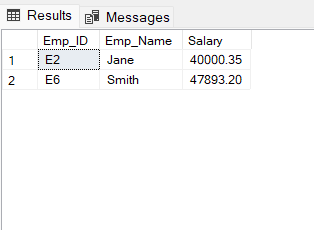 Results Messages
Emp_ID Emp_Name Salary
1 E2 Jane 40000.35
2 E6 Smith 47893.20